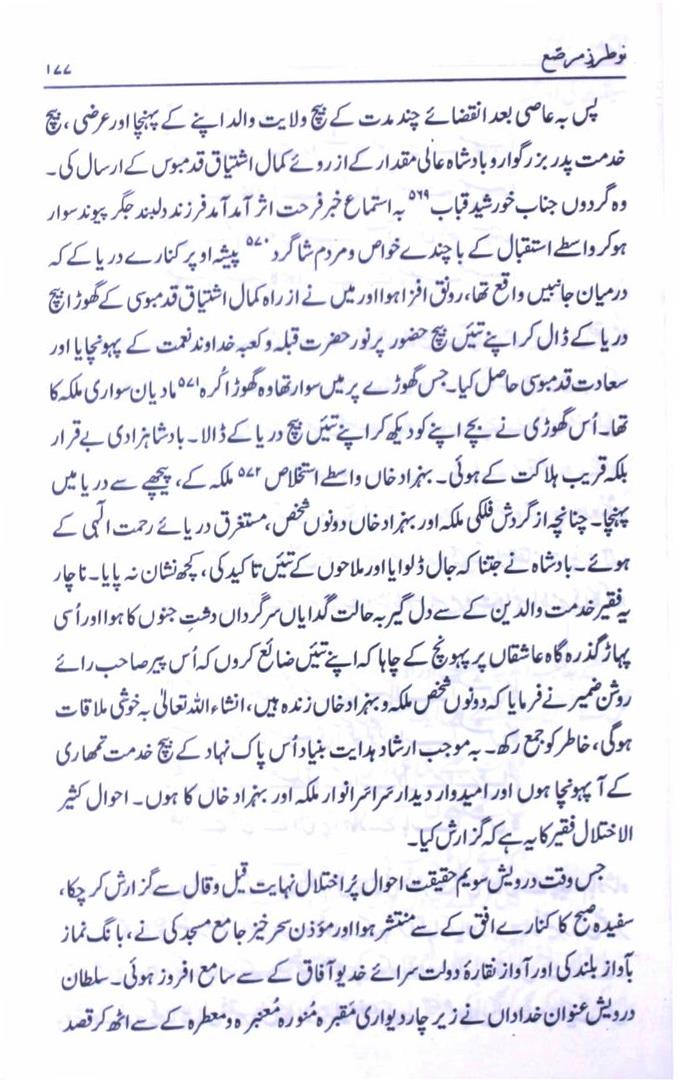 نو طرزِ مرصّع
۱۷۷
پس یہ عاصی بعد انقضائے چند مدت کے بیچ ولایت والد اپنے کے پہنچا اور عرضی، بیچ
خدمت پدر بزرگوار و بادشاہ عالی مقدار کے از روئے کمال اشتیاق قدمبوس کے ارسال کی۔
وہ گردوں جناب خورشید قباب ۵۶۹ بہ استماع خبر فرحت اثر آمد آمد فرزند دلبند جگر پیوند سوار
ہو کر واسطے استقبال کے با چندے خواص و مردم شاگرد ۵۷۰ پیشہ اوپر کنارے دریا کے کہ
درمیان جانبیں واقع تھا، رونق افزا ہوا اور میں نے از راہ کمال اشتیاق قدمبوسی کے گھوڑا بیچ
دریا کے ڈال کر اپنے تئیں بیچ حضور پرنور حضرت قبلہ و کعبہ خداوند نعمت کے پہونچایا اور
سعادت قدمبوسی حاصل کیا۔ جس گھوڑے پر میں سوار تھا وہ گھوڑا کُرہ ۵۷۱ مادیان سواری ملکہ کا
تھا۔ اُس گھوڑی نے بچے اپنے کو دیکھ کر اپنے تئیں بیچ دریا کے ڈالا۔ بادشاہزادی بے قرار
بلکہ قریب ہلاکت کے ہوئی۔ بہزاد خاں واسطے استخلاص ۵۷۲ ملکہ کے، پیچھے سے دریا میں
پہنچا۔ چنانچہ از گردش فلکی ملکہ اور بہزاد خاں دونوں شخص، مستغرق دریائے رحمت الٰہی کے
ہوئے۔ بادشاہ نے جتنا کہ جال ڈلوایا اور ملاحوں کے تئیں تاکید کی، کچھ نشان نہ پایا۔ ناچار
یہ فقیر خدمت والدین کے سے دل گیر بہ حالت گدایاں سرگرداں دشتِ جنوں کا ہوا اور اُسی
پہاڑ گذرہ گاہ عاشقاں پر پہونچ کے چاہا کہ اپنے تئیں ضائع کروں کہ اُس پیر صاحب رائے
روشن ضمیر نے فرمایا کہ دونوں شخص ملکہ و بہزاد خاں زندہ ہیں، انشاء اللہ تعالیٰ بہ خوشی ملاقات
ہوگی، خاطر کو جمع رکھ۔ بہ موجب ارشاد ہدایت بنیاد اُس پاک نہاد کے بیچ خدمت تمھاری
کے آ پہونچا ہوں اور امیدوار دیدار سراسر انوار ملکہ اور بہزاد خاں کا ہوں۔ احوال کثیر
الاختلال فقیر کا یہ ہے کہ گزارش کیا۔
جس وقت درویش سویم حقیقت احوال پُر اختلال نہایت قیل و قال سے گزارش کر چکا،
سفیدہ صبح کا کنارے افق کے سے منتشر ہوا اور مؤذن سحر خیز جامع مسجد کی نے، بانگ نماز
بآواز بلند کی اور آواز نقارۂ دولت سرائے خدیو آفاق کے سے سامع افروز ہوئی۔ سلطان
درویش عنوان خداداں نے زیر چار دیواری مُقبرہ مُنورہ مُعنبرہ و معطرہ کے سے اٹھ کر قصد